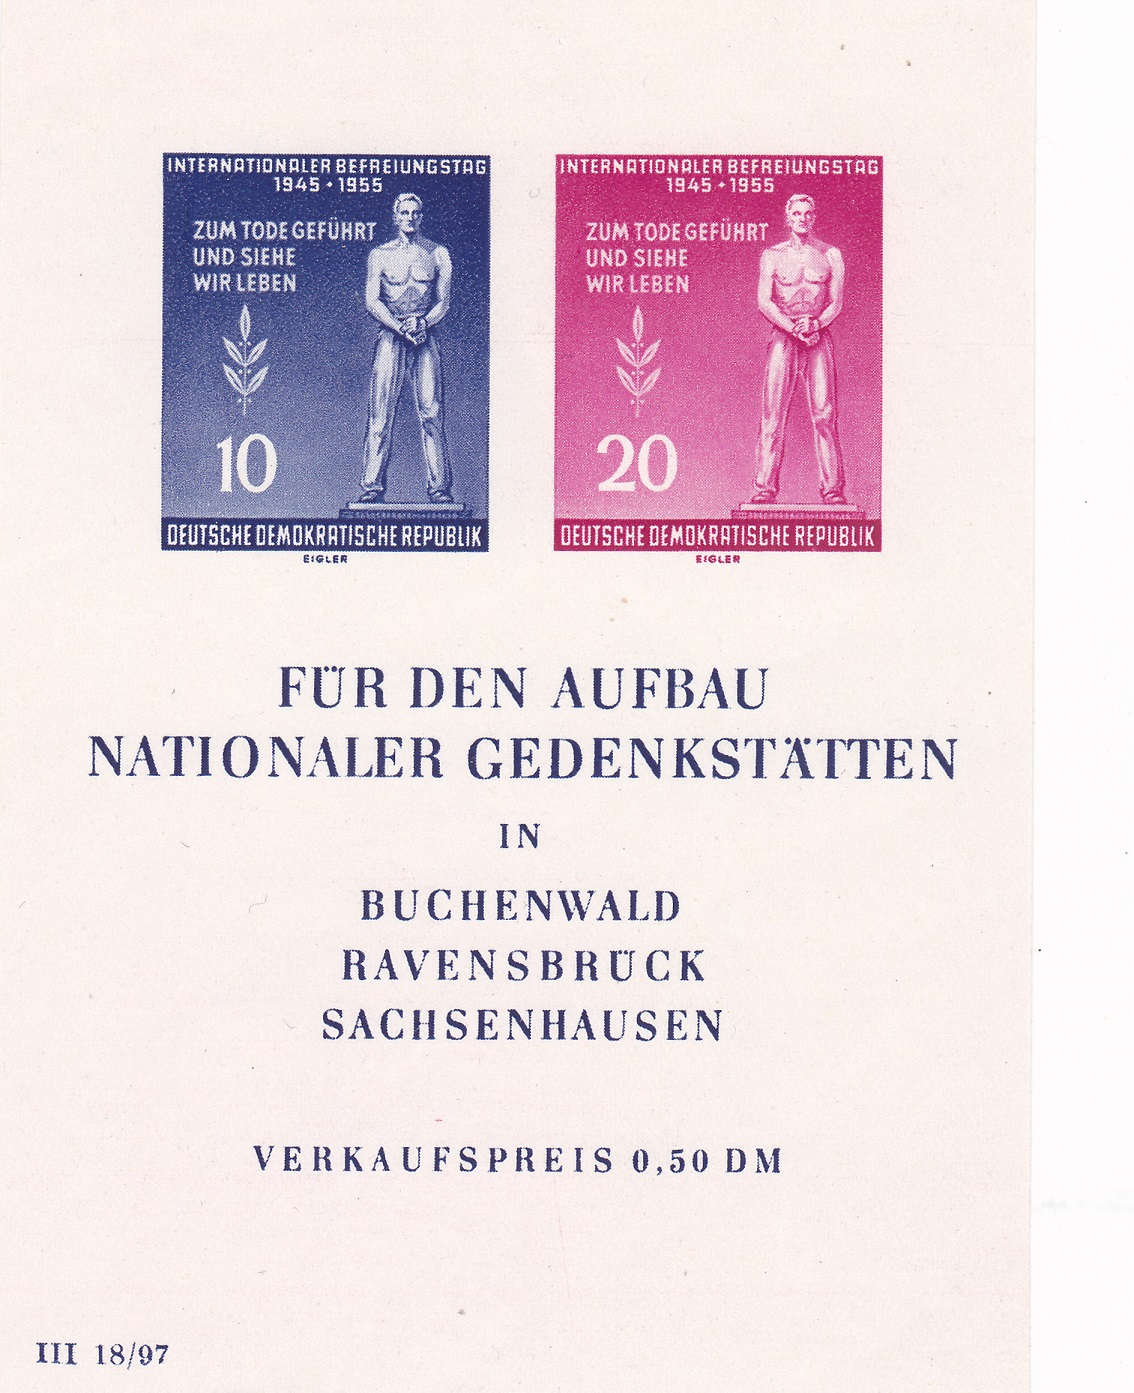 INTERNATIONALER BEFREIUNGSTAG
1945 • 1955
ZUM TODE GEFÜHRT
UND SIEHE
WIR LEBEN
10
DEUTSCHE DEMOKRATISCHE REPUBLIK
EIGLER
INTERNATIONALER BEFREIUNGSTAG
1945 • 1955
ZUM TODE GEFÜHRT
UND SIEHE
WIR LEBEN
20
DEUTSCHE DEMOKRATISCHE REPUBLIK
EIGLER
FÜR DEN AUFBAU
NATIONALER GEDENKSTÄTTEN
IN
BUCHENWALD
RAVENSBRÜCK
SACHSENHAUSEN
VERKAUFSPREIS 0,50 DM
III 18/97